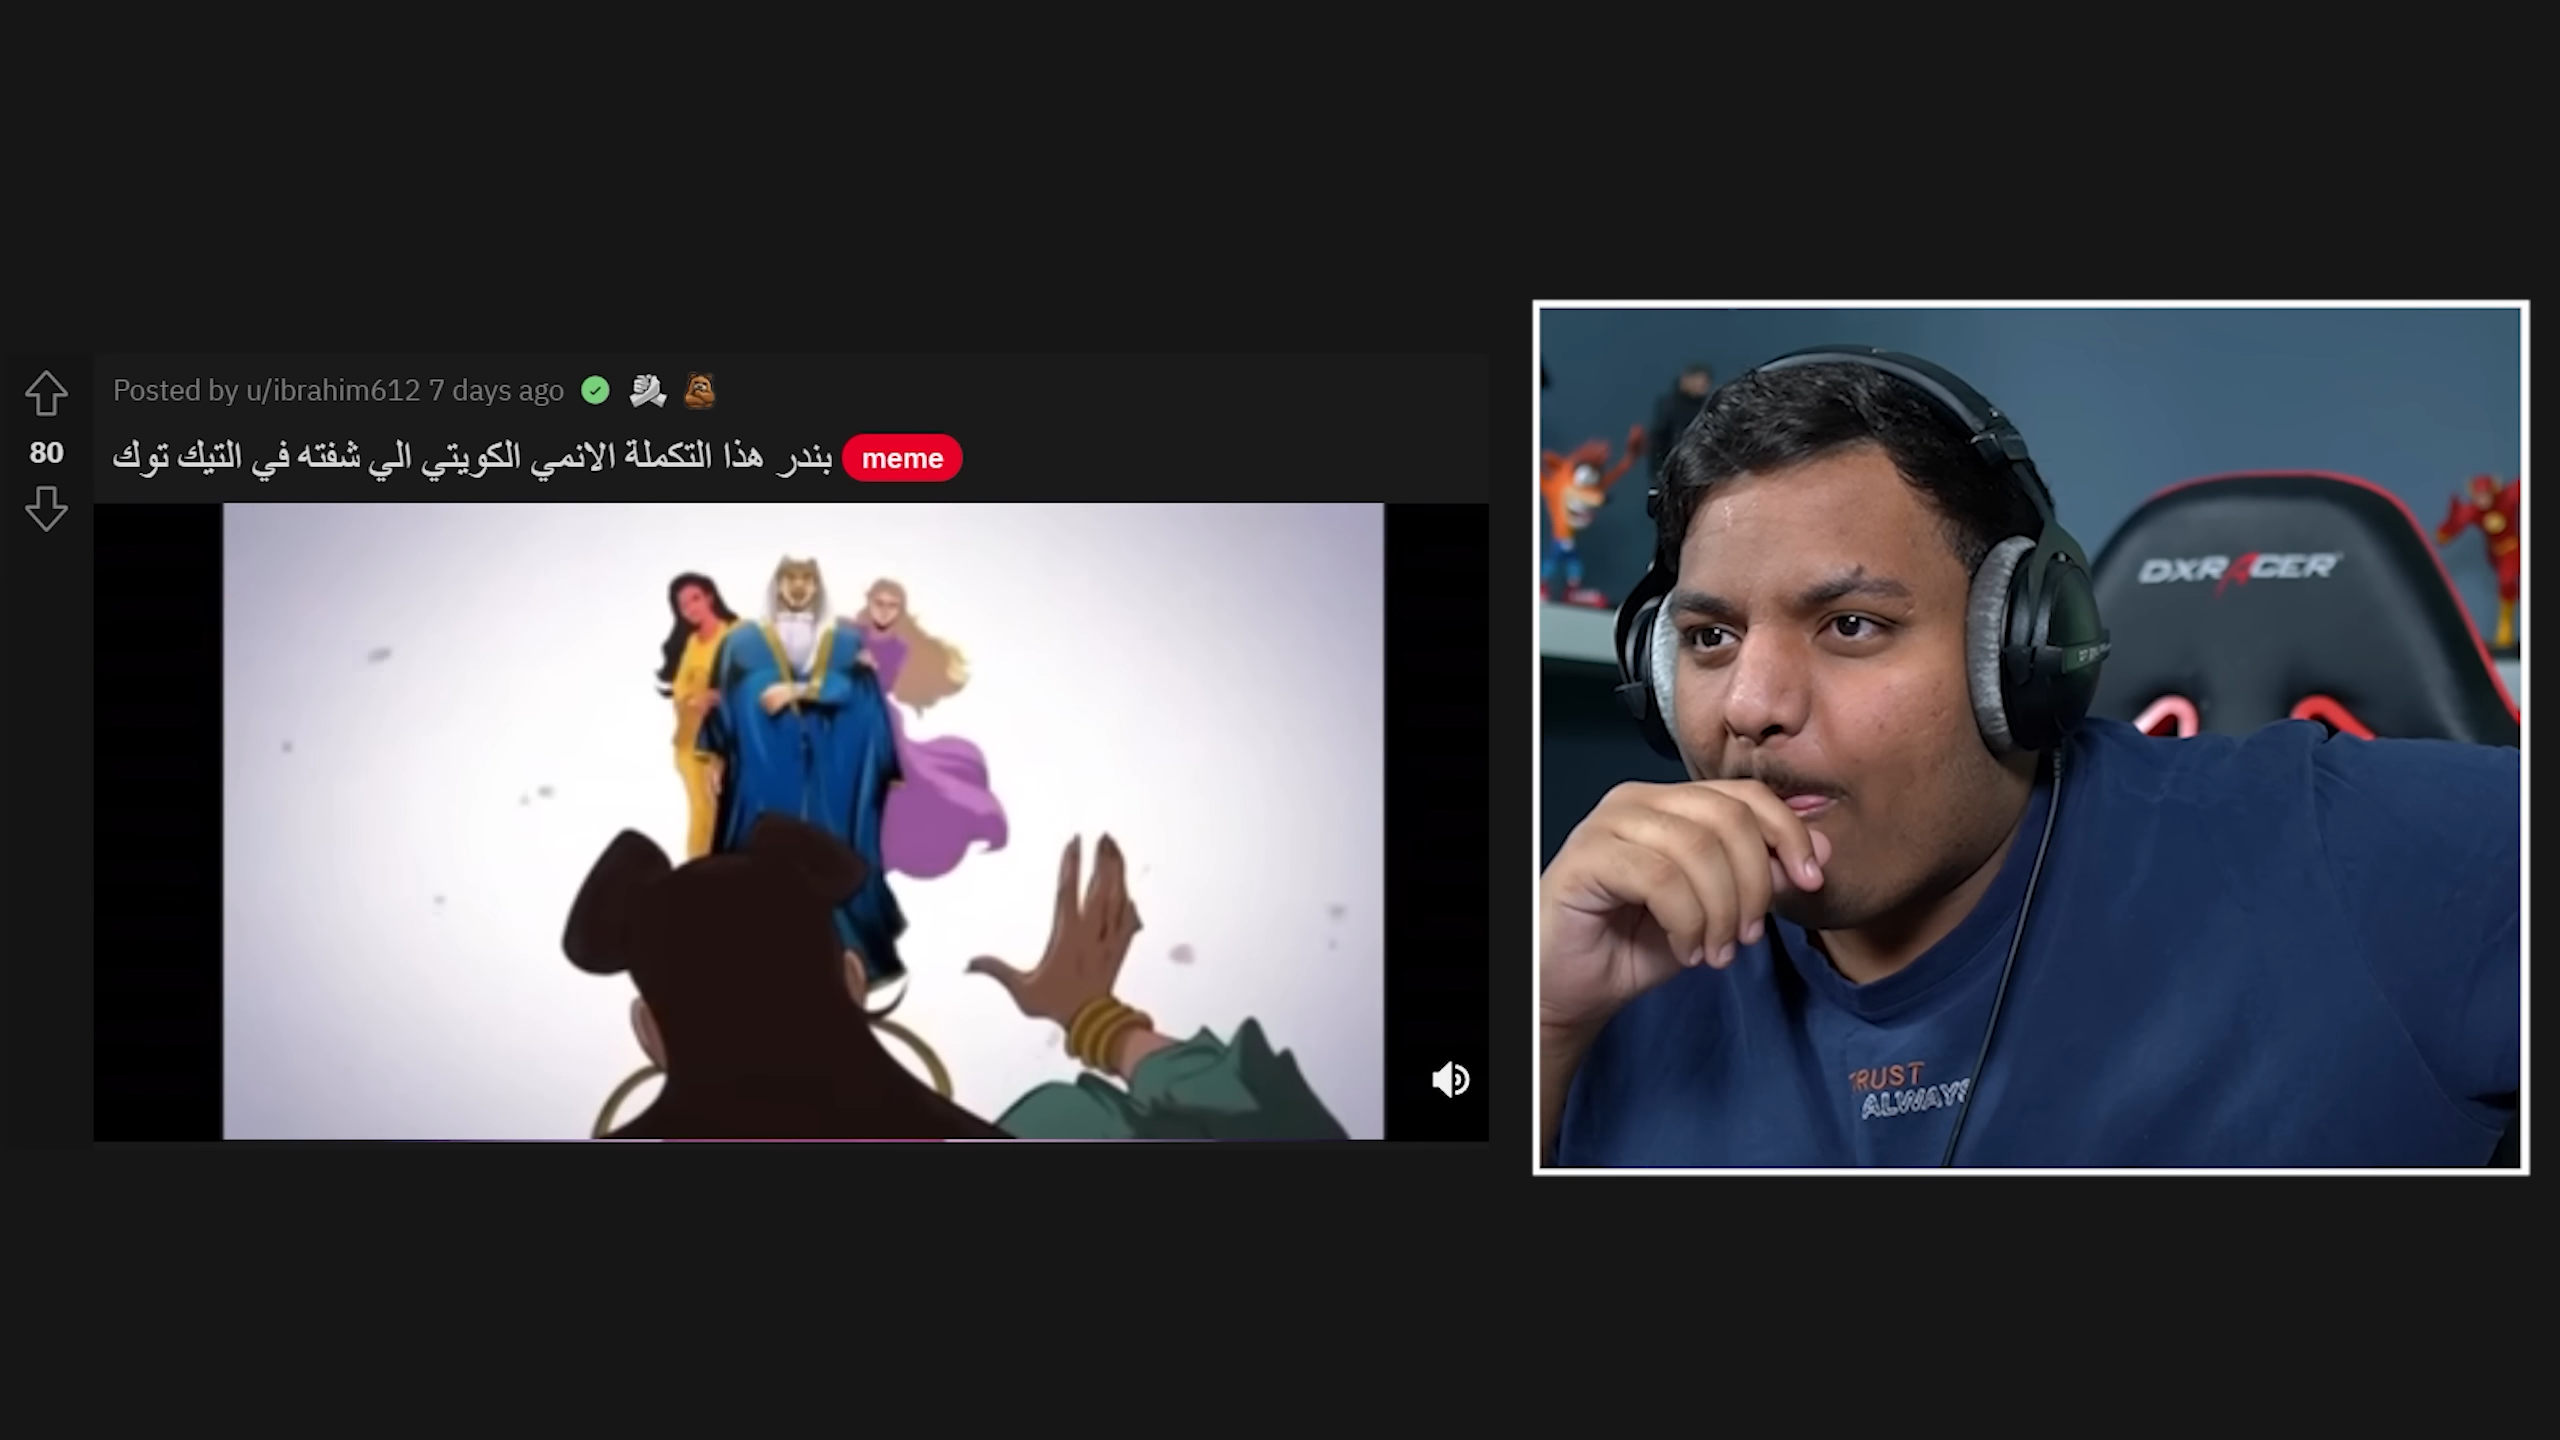 Posted by u/ibrahim612 7 days ago
80
بندر هذا التكملة الانمي الكويتي الي شفته في التيك توك meme
DXRACER
TRUST
ALWAYS